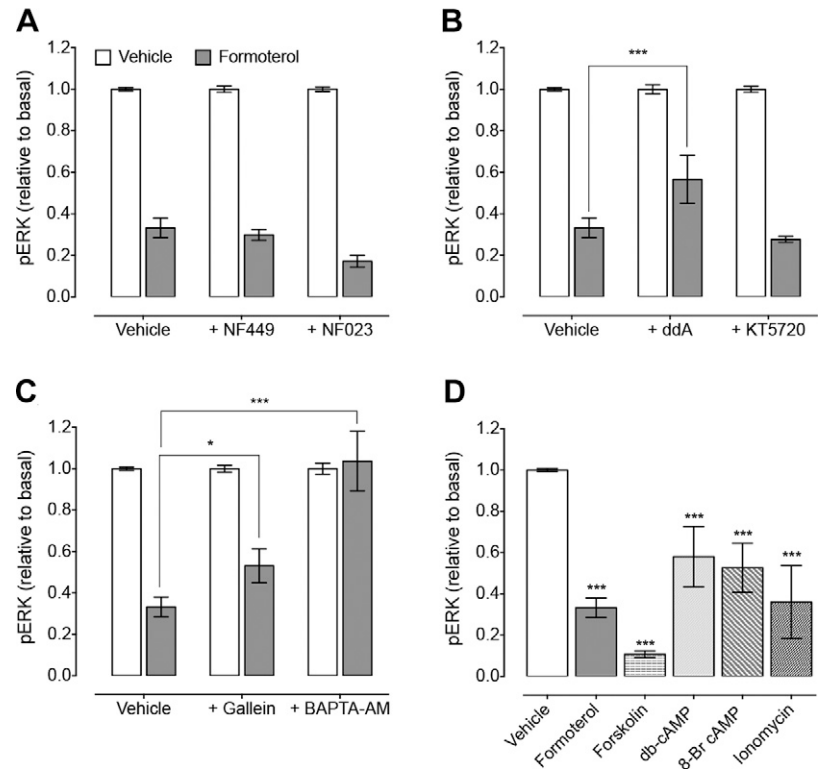 A
Vehicle Formoterol
pERK (relative to basal)
1.2
1.0
0.8
0.6
0.4
0.2
0.0
Vehicle + NF449 + NF023
B
***
pERK (relative to basal)
1.2
1.0
0.8
0.6
0.4
0.2
0.0
Vehicle + ddA + KT5720
C
***
*
pERK (relative to basal)
1.2
1.0
0.8
0.6
0.4
0.2
0.0
Vehicle + Gallein + BAPTA-AM
D
pERK (relative to basal)
1.2
1.0
0.8
0.6
0.4
0.2
0.0
*** *** *** *** ***
Vehicle
Formoterol
Forskolin
db-cAMP
8-Br cAMP
Ionomycin